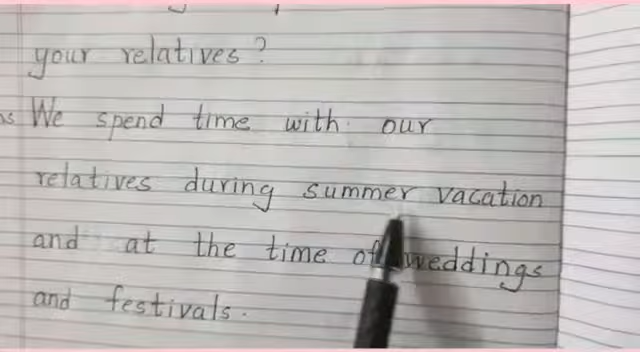 your relatives?
ns We spend time with our
relatives during summer vacation
and at the time of weddings
and festivals.